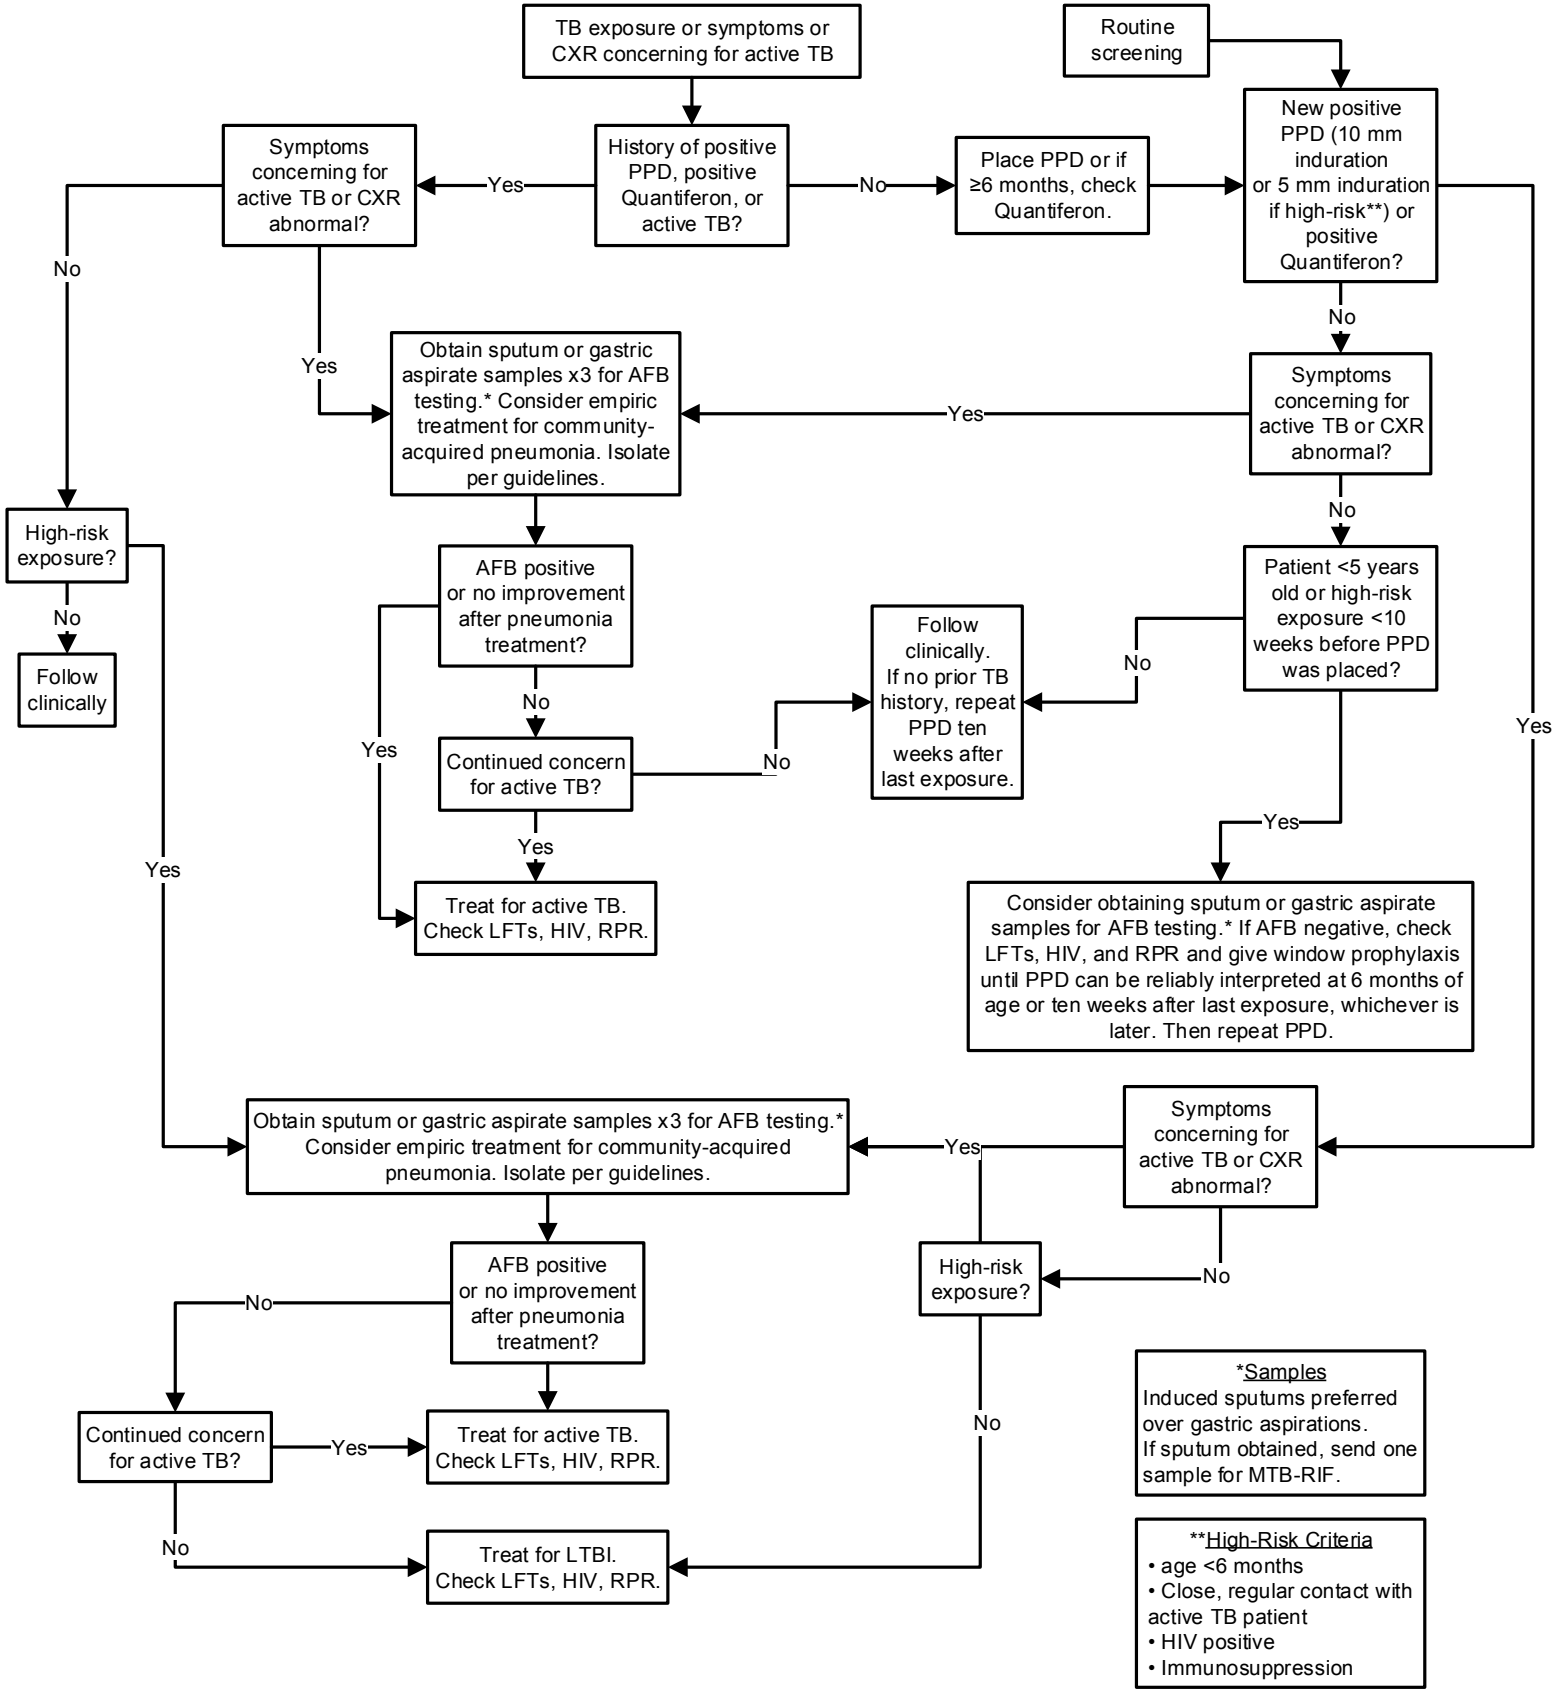 TB exposure or symptoms or
CXR concerning for active TB
Routine
screening
Symptoms
concerning for
active TB or CXR
abnormal?
Yes
History of positive
PPD, positive
Quantiferon, or
active TB?
No
Place PPD or if
≥6 months, check
Quantiferon.
New positive
PPD (10 mm
induration
or 5 mm induration
if high-risk**) or
positive
Quantiferon?
No
No
Yes
Obtain sputum or gastric
aspirate samples x3 for AFB
testing.* Consider empiric
treatment for community-
acquired pneumonia. Isolate
per guidelines.
Yes
Symptoms
concerning for
active TB or CXR
abnormal?
No
High-risk
exposure?
No
Follow
clinically
AFB positive
or no improvement
after pneumonia
treatment?
No
Yes
Continued concern
for active TB?
No
Yes
Treat for active TB.
Check LFTs, HIV, RPR.
Follow
clinically.
If no prior TB
history, repeat
PPD ten
weeks after
last exposure.
No
Patient <5 years
old or high-risk
exposure <10
weeks before PPD
was placed?
Yes
Yes
Consider obtaining sputum or gastric aspirate
samples for AFB testing.* If AFB negative, check
LFTs, HIV, and RPR and give window prophylaxis
until PPD can be reliably interpreted at 6 months of
age or ten weeks after last exposure, whichever is
later. Then repeat PPD.
Yes
Obtain sputum or gastric aspirate samples x3 for AFB testing.*
Consider empiric treatment for community-acquired
pneumonia. Isolate per guidelines.
Yes
Symptoms
concerning for
active TB or CXR
abnormal?
No
High-risk
exposure?
No
AFB positive
or no improvement
after pneumonia
treatment?
No
Continued concern
for active TB?
Yes
Treat for active TB.
Check LFTs, HIV, RPR.
No
Treat for LTBI.
Check LFTs, HIV, RPR.
*Samples
Induced sputums preferred
over gastric aspirations.
If sputum obtained, send one
sample for MTB-RIF.
**High-Risk Criteria
• age <6 months
• Close, regular contact with
active TB patient
• HIV positive
• Immunosuppression